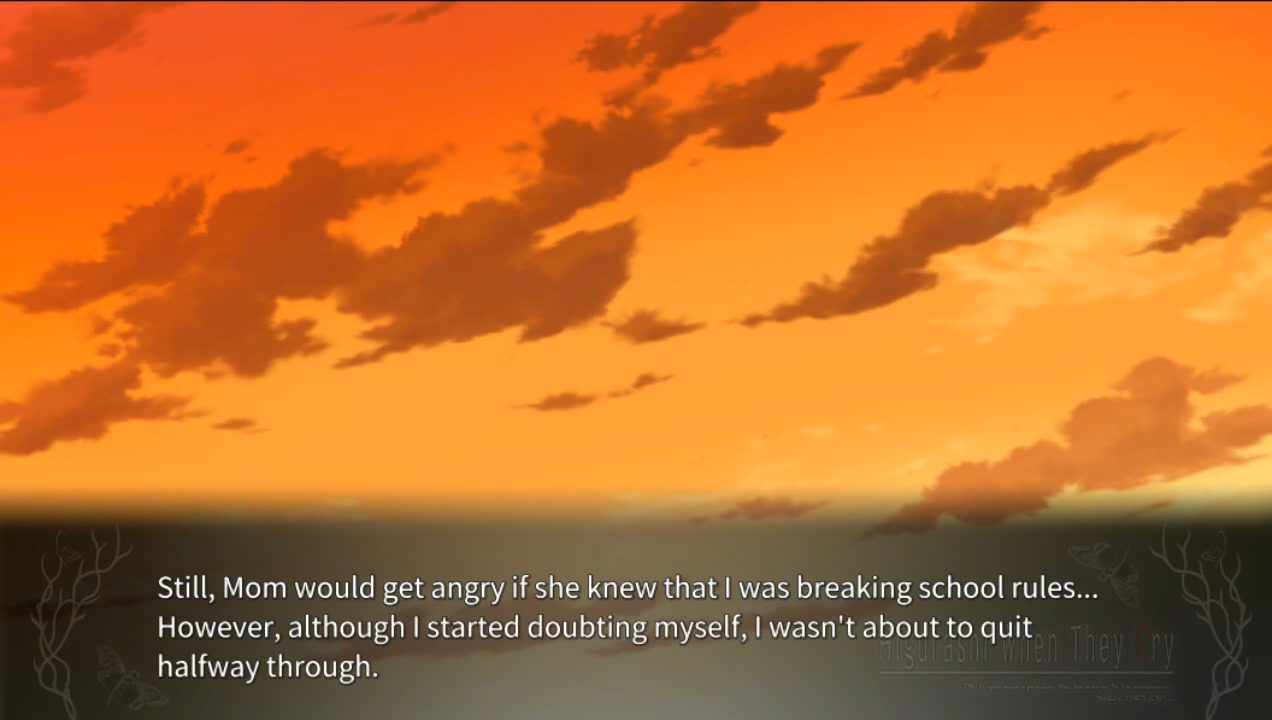 Still, Mom would get angry if she knew that I was breaking school rules...
However, although I started doubting myself, I wasn't about to quit
halfway through.
Higurashi When They Cry